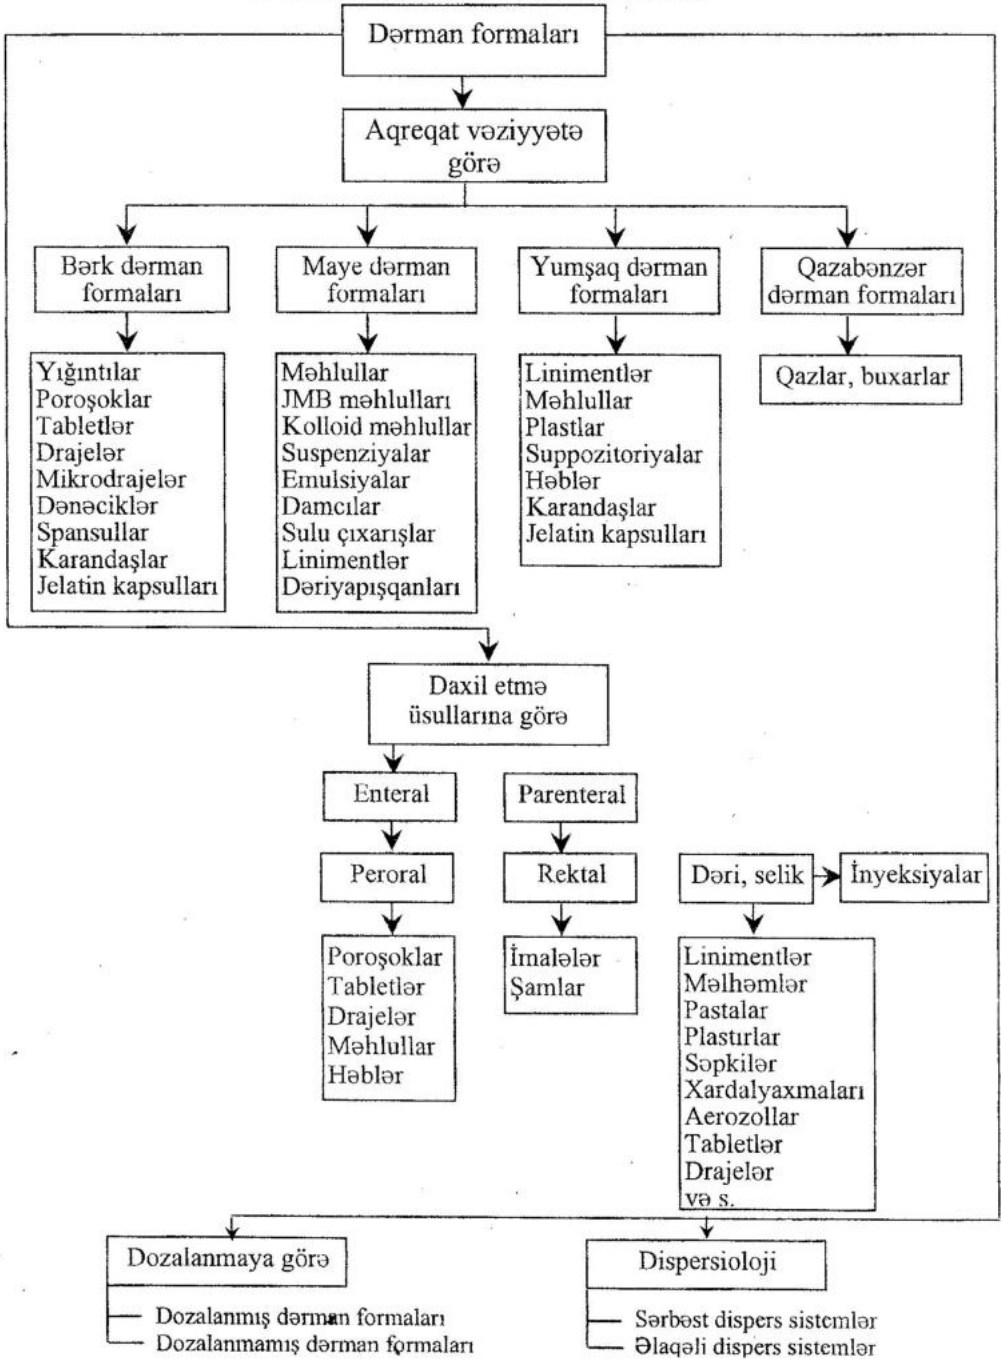 Dərman formaları
Aqreqat vəziyyətə
görə
Bərk dərman
formaları
Maye dərman
formaları
Yumşaq dərman
formaları
Qazabənzər
dərman formaları
Yığıntılar
Poroşoklar
Tabletlər
Drajelər
Mikrodrajelər
Dənəciklər
Spansullar
Karandaşlar
Jelatin kapsulları
Məhlullar
JMB məhlulları
Kolloid məhlullar
Suspenziyalar
Emulsiyalar
Damcılar
Sulu çıxarışlar
Linimentlər
Dəriyapışqanları
Linimentlər
Məhlullar
Plastlar
Suppozitoriyalar
Həblər
Karandaşlar
Jelatin kapsulları
Qazlar, buxarlar
Daxil etmə
üsullarına görə
Enteral
Parenteral
Peroral
Rektal
Dəri, selik
İnyeksiyalar
Poroşoklar
Tabletlər
Drajelər
Məhlullar
Həblər
İmalələr
Şamlar
Linimentlər
Məlhəmlər
Pastalar
Plastırlar
Səpkilər
Xardalyaxmaları
Aerozollar
Tabletlər
Drajelər
və s.
Dozalanmaya görə
Dozalanmış dərman formaları
Dozalanmamış dərman formaları
Dispersioloji
Sərbəst dispers sistemlər
Əlaqəli dispers sistemlər